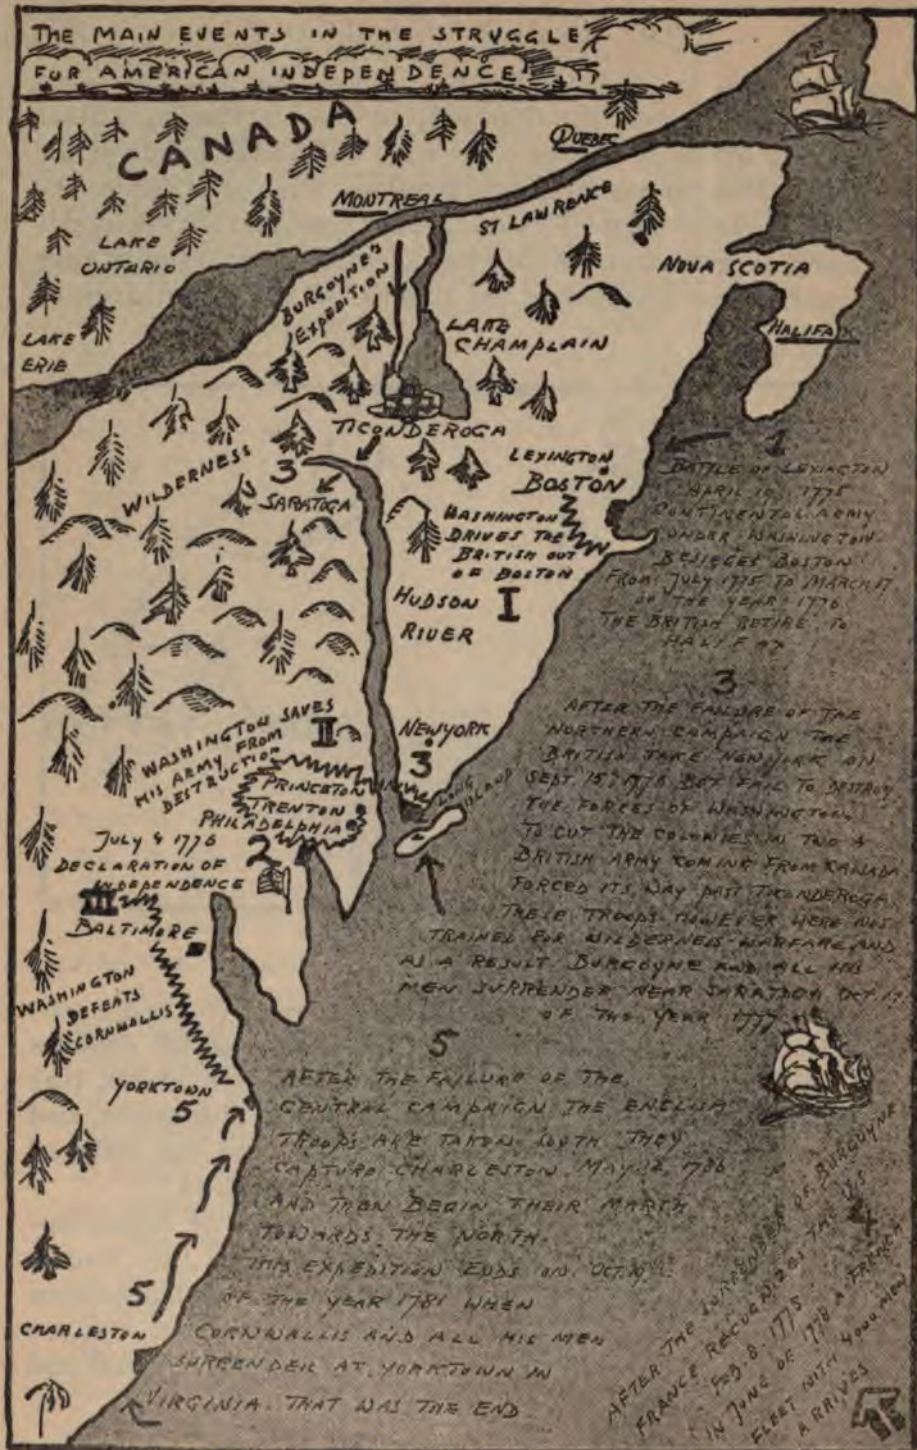 THE MAIN EVENTS IN THE STRUGGLE
FOR AMERICAN INDEPENDENCE
CANADA
QUEBEC
MONTREAL
ST LAWRENCE
LAKE
ONTARIO
NOVA SCOTIA
BURGOYNE'S
EXPEDITION
LAKE
ERIE
LAKE
CHAMPLAIN
HALIFAX
TICONDEROGA
LEXINGTON
BOSTON
WILDERNESS
3
SARATOGA
WASHINGTON
DRIVES THE
BRITISH OUT
OF BOSTON
I
HUDSON
RIVER
1
BATTLE OF LEXINGTON
APRIL 19, 1775
CONTINENTAL ARMY
UNDER WASHINGTON
BESIEGES BOSTON
FROM JULY 1775 TO MARCH 17
OF THE YEAR 1776
THE BRITISH RETIRE TO
HALIFAX
WASHINGTON SAVES
HIS ARMY FROM
DESTRUCTION
II
NEW YORK
3
LONG ISLAND
PRINCETON
TRENTON
PHILADELPHIA
2
JULY 4 1776
DECLARATION OF
INDEPENDENCE
3
AFTER THE FAILURE OF THE
NORTHERN CAMPAIGN THE
BRITISH TAKE NEW YORK ON
SEPT 15, 1776 BUT FAIL TO DESTROY
THE FORCES OF WASHINGTON.
TO CUT THE COLONIES IN TWO A
BRITISH ARMY COMING FROM KANADA
FORCED ITS WAY PAST TICONDEROGA
THESE TROOPS HOWEVER WERE NOT
TRAINED FOR WILDERNESS-WARFARE AND
AS A RESULT BURGOYNE AND ALL HIS
MEN SURRENDER NEAR SARATOGA OCT 17
OF THE YEAR 1777
III
BALTIMORE
WASHINGTON
DEFEATS
CORNWALLIS
YORKTOWN
5
5
CHARLESTON
5
AFTER THE FAILURE OF THE
CENTRAL CAMPAIGN THE ENGLISH
TROOPS ARE TAKEN SOUTH. THEY
CAPTURE CHARLESTON MAY 12, 1780
AND THEN BEGIN THEIR MARCH
TOWARDS THE NORTH.
THIS EXPEDITION ENDS ON OCT. 19
OF THE YEAR 1781 WHEN
CORNWALLIS AND ALL HIS MEN
SURRENDER AT YORKTOWN IN
VIRGINIA. THAT WAS THE END
4
AFTER THE SURRENDER OF BURGOYNE
FRANCE RECOGNIZES THE US
FEB 8. 1775.
IN JUNE OF 1778 A FRENCH
FLEET WITH 4000 MEN
ARRIVES
N